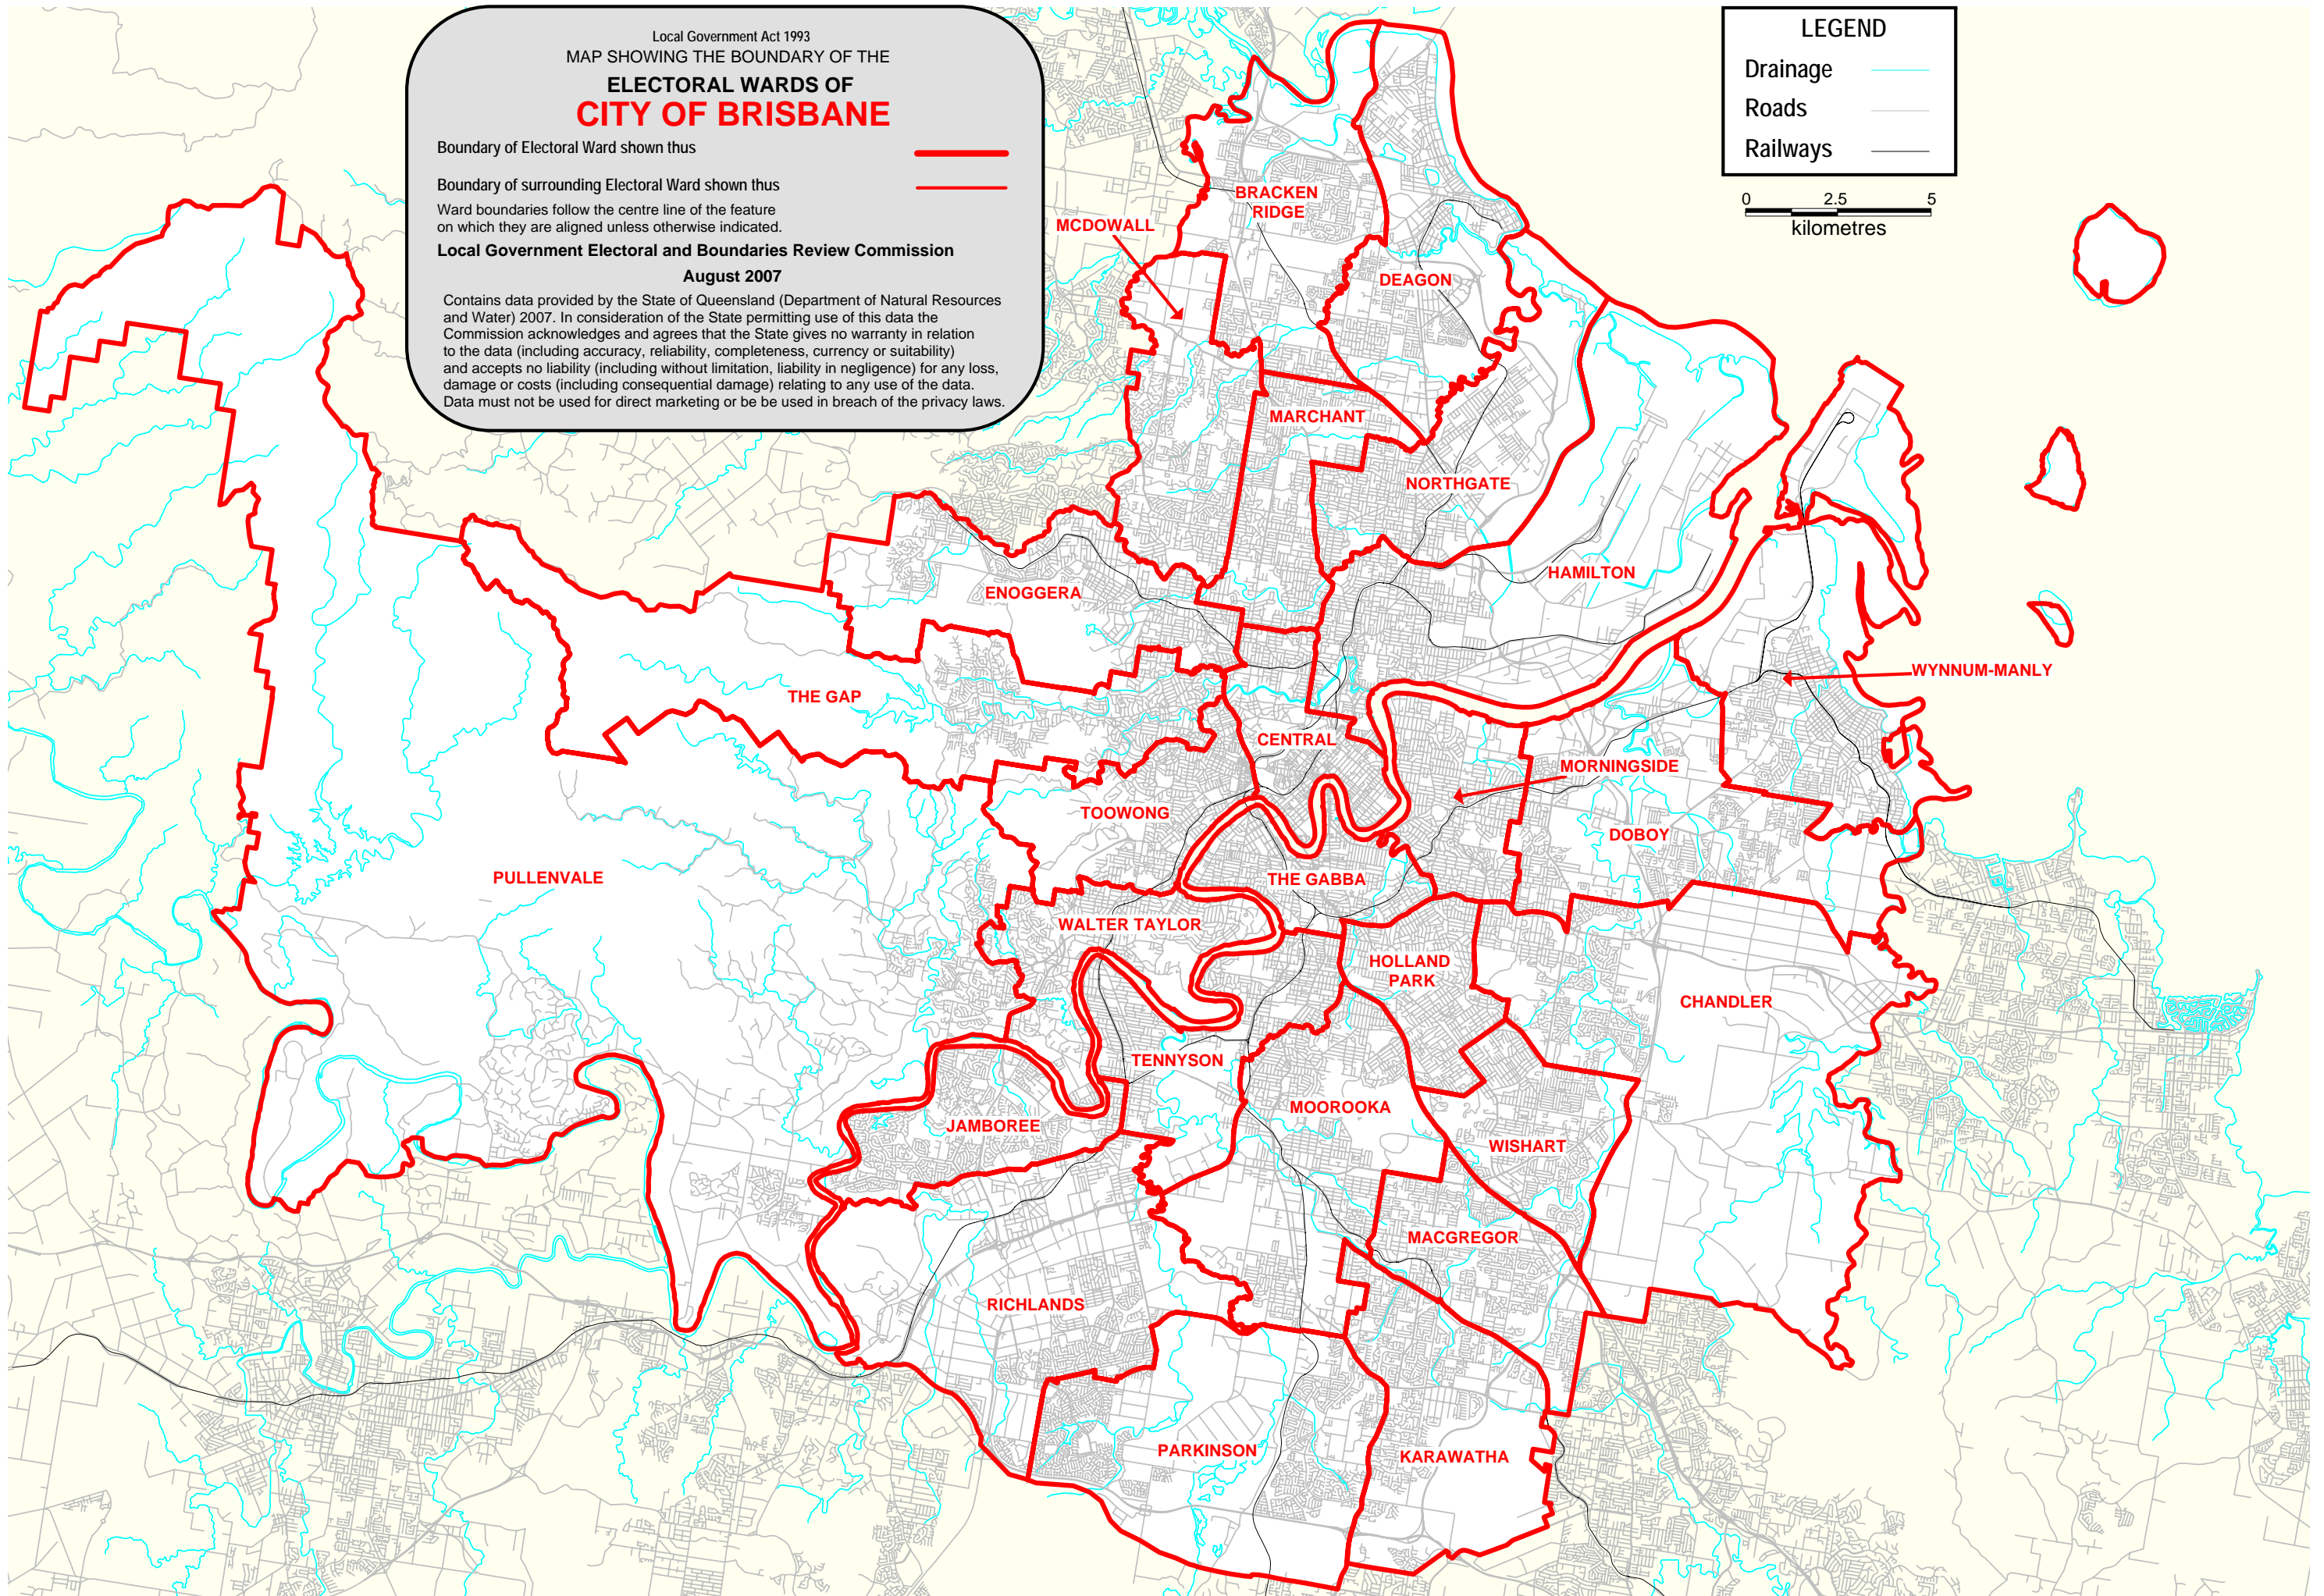 Local Government Act 1993
MAP SHOWING THE BOUNDARY OF THE
ELECTORAL WARDS OF
CITY OF BRISBANE
Boundary of Electoral Ward shown thus
Boundary of surrounding Electoral Ward shown thus
Ward boundaries follow the centre line of the feature
on which they are aligned unless otherwise indicated.
Local Government Electoral and Boundaries Review Commission
August 2007
Contains data provided by the State of Queensland (Department of Natural Resources
and Water) 2007. In consideration of the State permitting use of this data the
Commission acknowledges and agrees that the State gives no warranty in relation
to the data (including accuracy, reliability, completeness, currency or suitability)
and accepts no liability (including without limitation, liability in negligence) for any loss,
damage or costs (including consequential damage) relating to any use of the data.
Data must not be used for direct marketing or be be used in breach of the privacy laws.
LEGEND
Drainage
Roads
Railways
0 2.5 5
kilometres
BRACKEN
RIDGE
MCDOWALL
DEAGON
MARCHANT
NORTHGATE
HAMILTON
ENOGGERA
WYNNUM-MANLY
THE GAP
CENTRAL
MORNINGSIDE
TOOWONG
DOBOY
PULLENVALE
THE GABBA
WALTER TAYLOR
HOLLAND
PARK
CHANDLER
TENNYSON
MOOROOKA
JAMBOREE
WISHART
MACGREGOR
RICHLANDS
PARKINSON
KARAWATHA